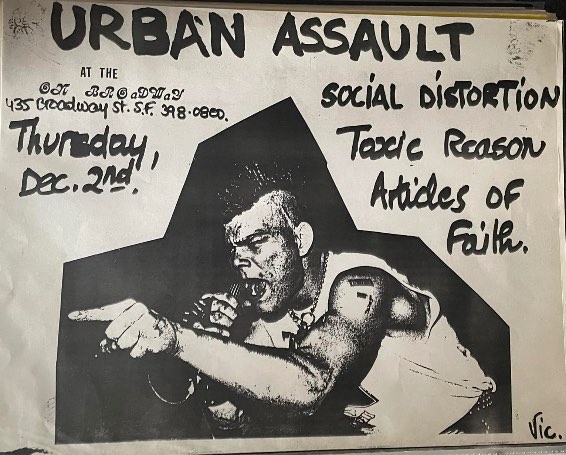 URBAN ASSAULT
AT THE
ON BROADWAY
435 Broadway St. S.F. 398-0800.
Thursday,
Dec. 2nd.
SOCIAL DISTORTION
Toxic Reason
Articles of
Faith.
Vic.